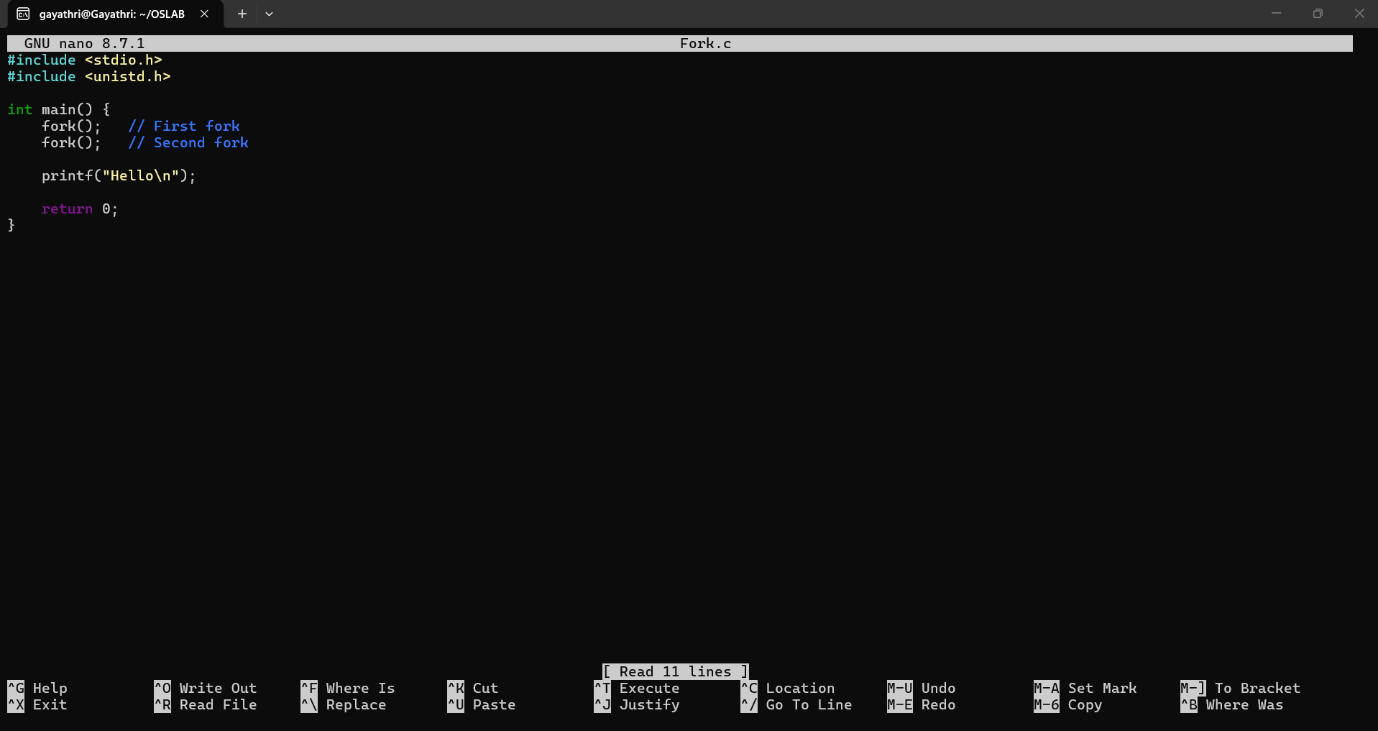 gayathri@Gayathri: ~/OSLAB
GNU nano 8.7.1 Fork.c
#include <stdio.h>
#include <unistd.h>
int main() {
    fork();   // First fork
    fork();   // Second fork
    printf("Hello\n");
    return 0;
}
[ Read 11 lines ]
^G Help ^O Write Out ^F Where Is ^K Cut ^T Execute ^C Location M-U Undo M-A Set Mark M-] To Bracket
^X Exit ^R Read File ^\ Replace ^U Paste ^J Justify ^/ Go To Line M-E Redo M-6 Copy ^B Where Was